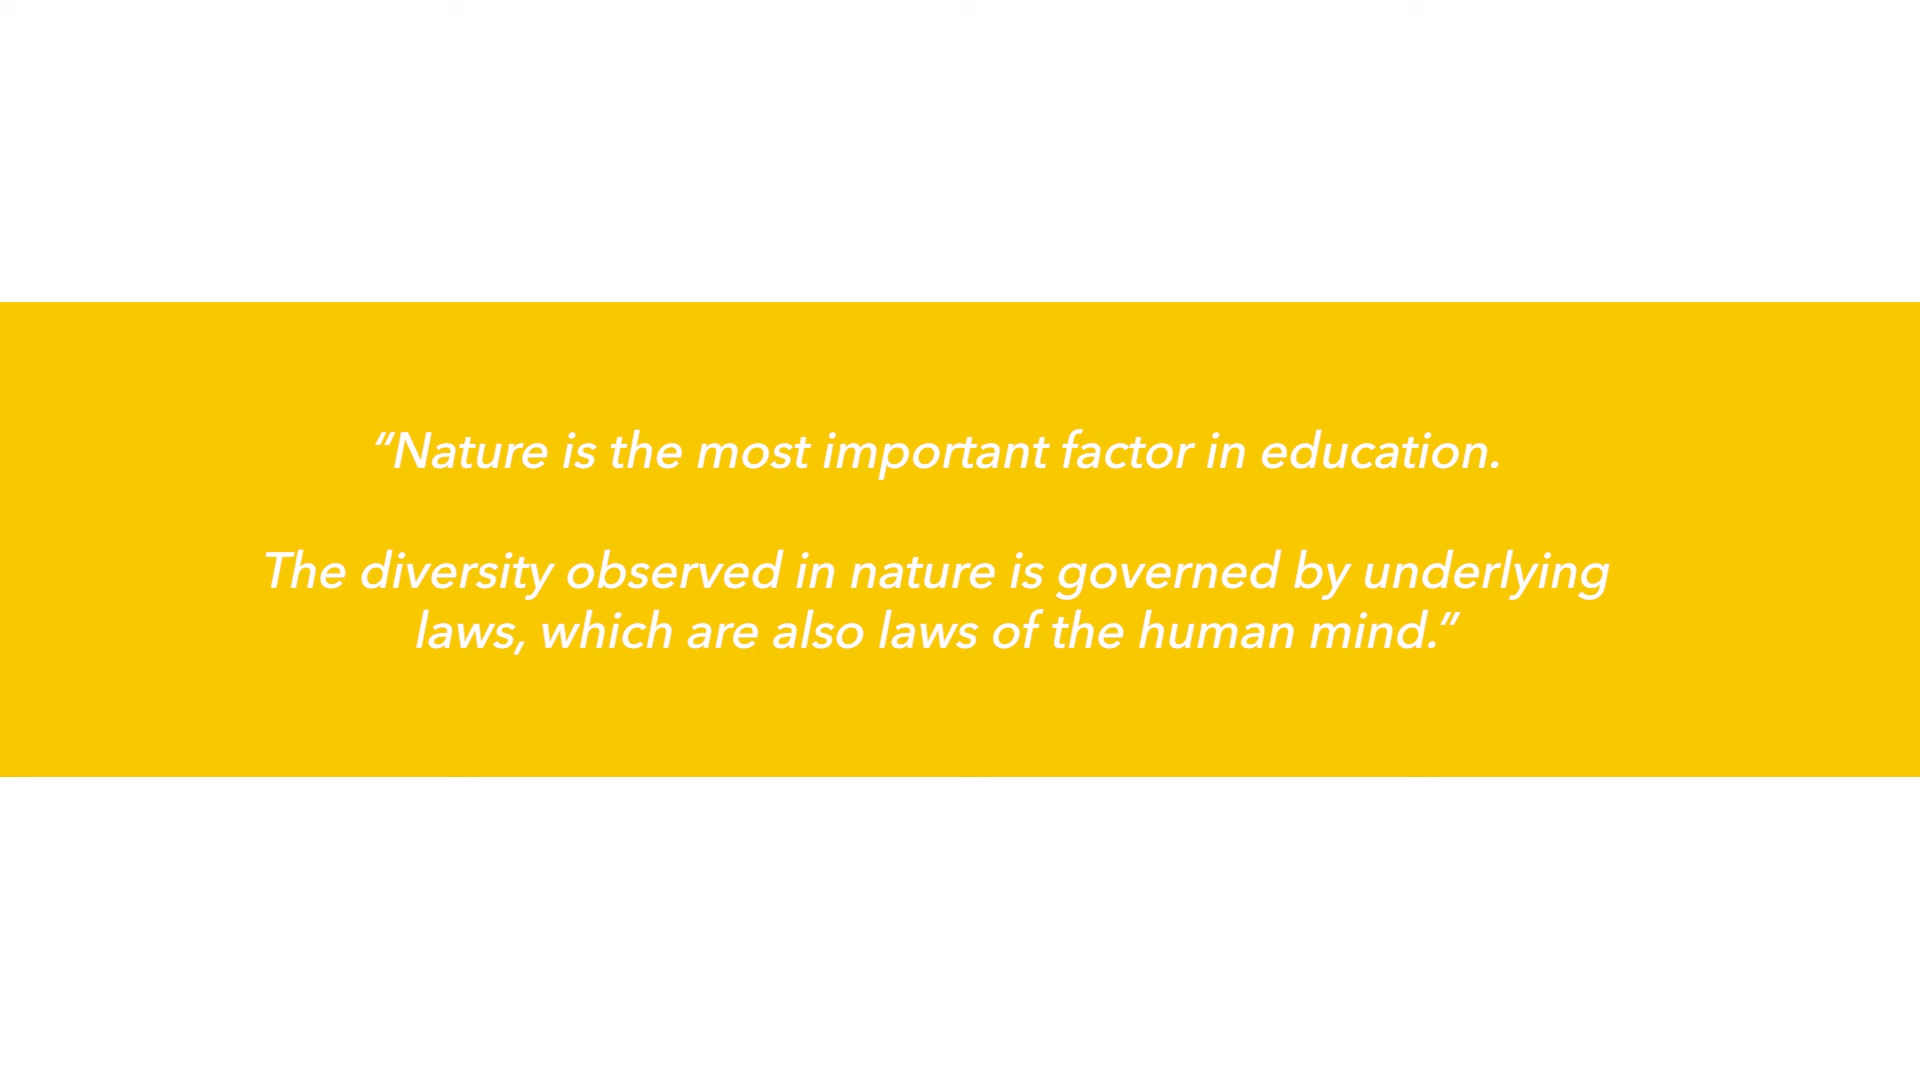 “Nature is the most important factor in education.
The diversity observed in nature is governed by underlying
laws, which are also laws of the human mind.”